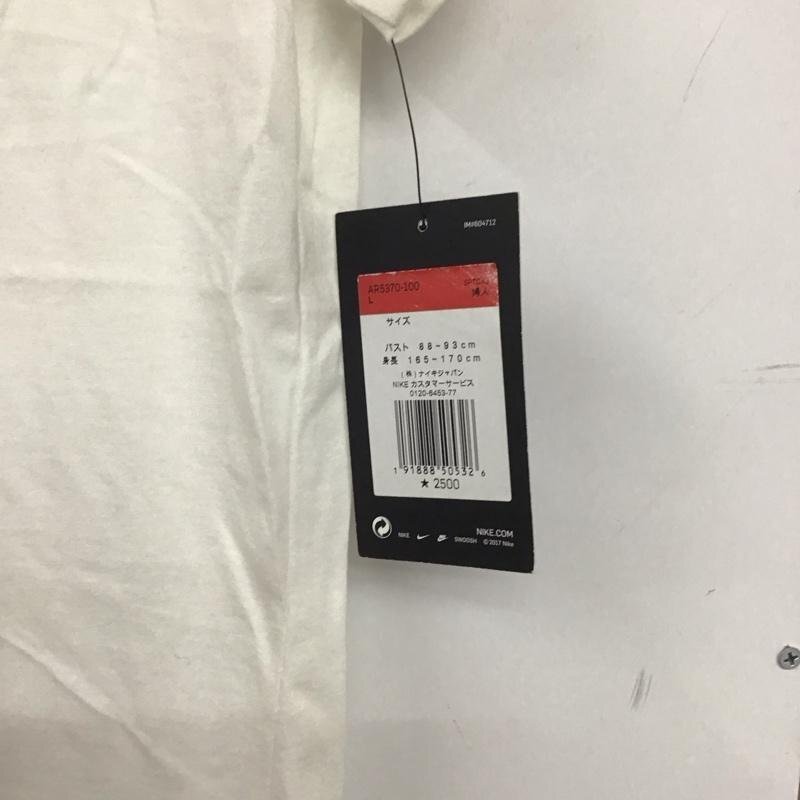 IM#604712
AR5370-100
L
婦人
サイズ
バスト 88-93cm
身長 165-170cm
(株)ナイキジャパン
NIKE カスタマーサービス
0120-6453-77
1 91888 50532 6
★ 2500
NIKE.COM
NIKE SWOOSH ©2017 Nike